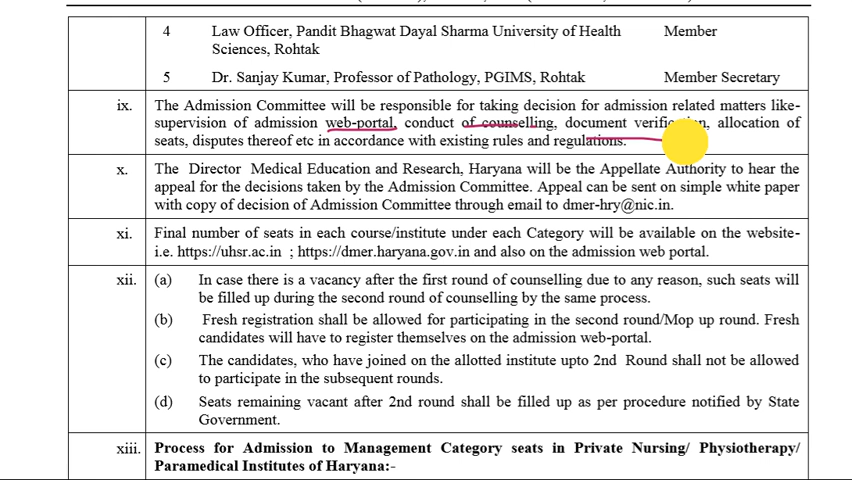 4 Law Officer, Pandit Bhagwat Dayal Sharma University of Health Member
Sciences, Rohtak
5 Dr. Sanjay Kumar, Professor of Pathology, PGIMS, Rohtak Member Secretary
ix. The Admission Committee will be responsible for taking decision for admission related matters like-
supervision of admission web-portal, conduct of counselling, document allocation of
seats, disputes thereof etc in accordance with existing rules and regulations.
x. The Director Medical Education and Research, Haryana will be the Appellate Authority to hear the
appeal for the decisions taken by the Admission Committee. Appeal can be sent on simple white paper
with copy of decision of Admission Committee through email to dmer-hry@nic.in.
xi. Final number of seats in each course/institute under each Category will be available on the website-
i.e. https://uhsr.ac.in ; https://dmer.haryana.gov.in and also on the admission web portal.
xii. (a) In case there is a vacancy after the first round of counselling due to any reason, such seats will
be filled up during the second round of counselling by the same process.
(b) Fresh registration shall be allowed for participating in the second round/Mop up round. Fresh
candidates will have to register themselves on the admission web-portal.
(c) The candidates, who have joined on the allotted institute upto 2nd Round shall not be allowed
to participate in the subsequent rounds.
(d) Seats remaining vacant after 2nd round shall be filled up as per procedure notified by State
Government.
xiii. Process for Admission to Management Category seats in Private Nursing/ Physiotherapy/
Paramedical Institutes of Haryana:-